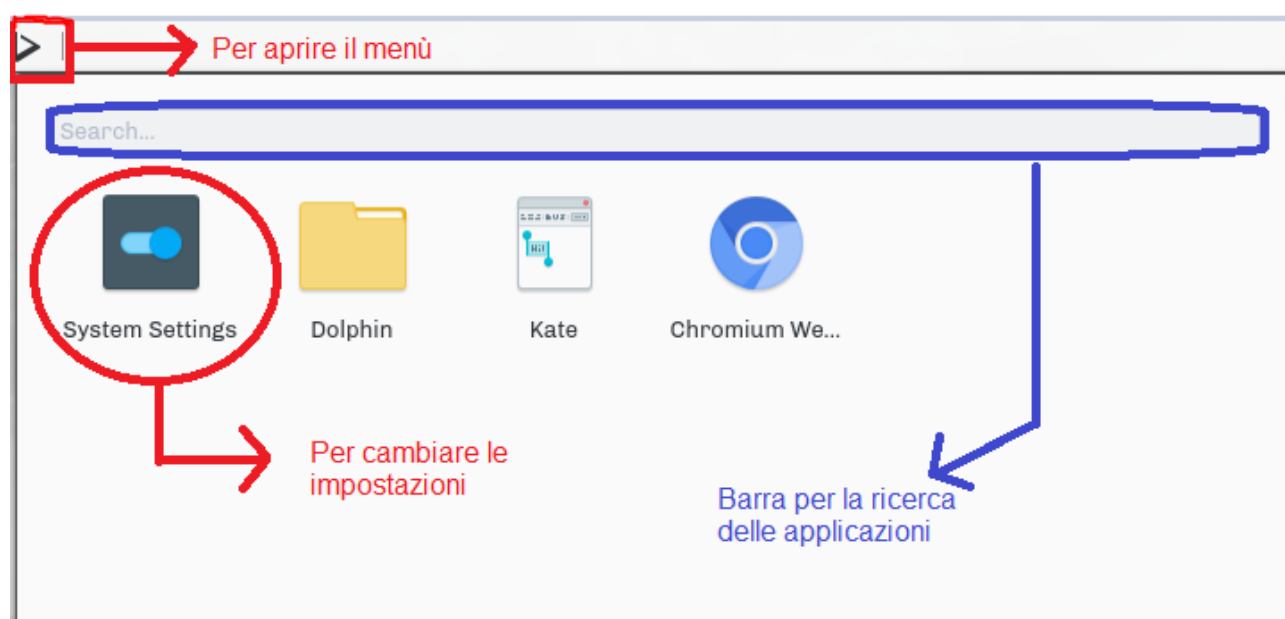 Per aprire il menù
Search...
System Settings
Dolphin
Kate
Chromium We...
Per cambiare le
impostazioni
Barra per la ricerca
delle applicazioni